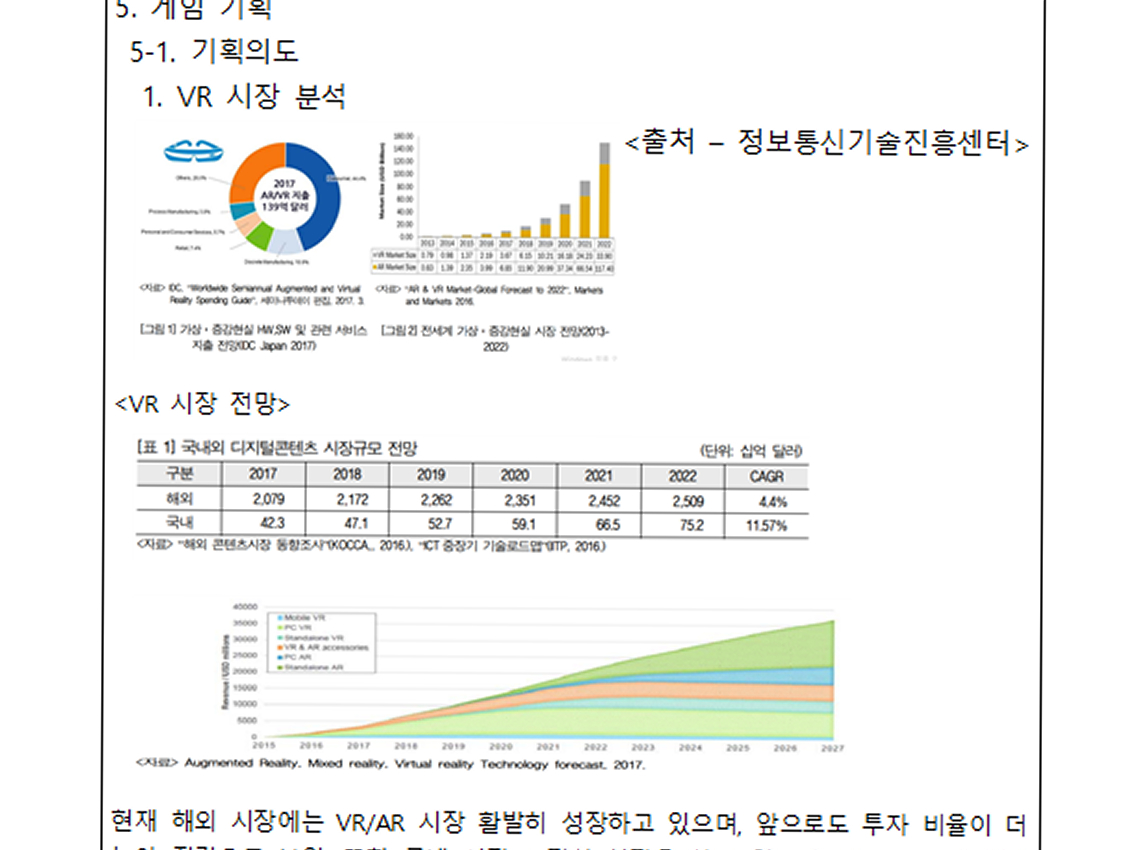 5. 게임 기획
5-1. 기획의도
1. VR 시장 분석
<출처 – 정보통신기술진흥센터>
2017
AR/VR 지출
139억 달러
Others,
Process Manufacturing,
Personal and Consumer Services,
Retail, 7.4%
Discrete Manufacturing,
Market Size (USD Billion)
160.00
140.00
120.00
100.00
80.00
60.00
40.00
20.00
0.00
2013 2014 2015 2016 2017 2018 2019 2020 2021 2022
VR Market Size 0.79 0.98 1.37 2.19 3.67 6.15 10.21 16.18 24.23 33.90
AR Market Size 0.83 1.39 2.35 3.99 6.83 11.90 20.99 37.34 66.54 117.40
<자료> IDC, "Worldwide Semiannual Augmented and Virtual
Reality Spending Guide", 세미나투데이 편집, 2017. 3.
<자료> "AR & VR Market-Global Forecast to 2022", Markets
and Markets 2016.
[그림 1] 가상·증강현실 HW,SW 및 관련 서비스
지출 전망(IDC Japan 2017)
[그림 2] 전세계 가상·증강현실 시장 전망(2013-
2022)
<VR 시장 전망>
[표 1] 국내외 디지털콘텐츠 시장규모 전망 (단위: 십억 달러)
구분 2017 2018 2019 2020 2021 2022 CAGR
해외 2,079 2,172 2,262 2,351 2,452 2,509 4.4%
국내 42.3 47.1 52.7 59.1 66.5 75.2 11.57%
<자료> "해외 콘텐츠시장 동향조사"(KOCCA,, 2016.), "ICT 중장기 기술로드맵"(IITP, 2016.)
Revenue / USD millions
40000
35000
30000
25000
20000
15000
10000
5000
0
Mobile VR
PC VR
Standalone VR
VR & AR accessories
PC AR
Standalone AR
2015 2016 2017 2018 2019 2020 2021 2022 2023 2024 2025 2026 2027
<자료> Augmented Reality, Mixed reality, Virtual reality Technology forecast, 2017.
현재 해외 시장에는 VR/AR 시장 활발히 성장하고 있으며, 앞으로도 투자 비율이 더